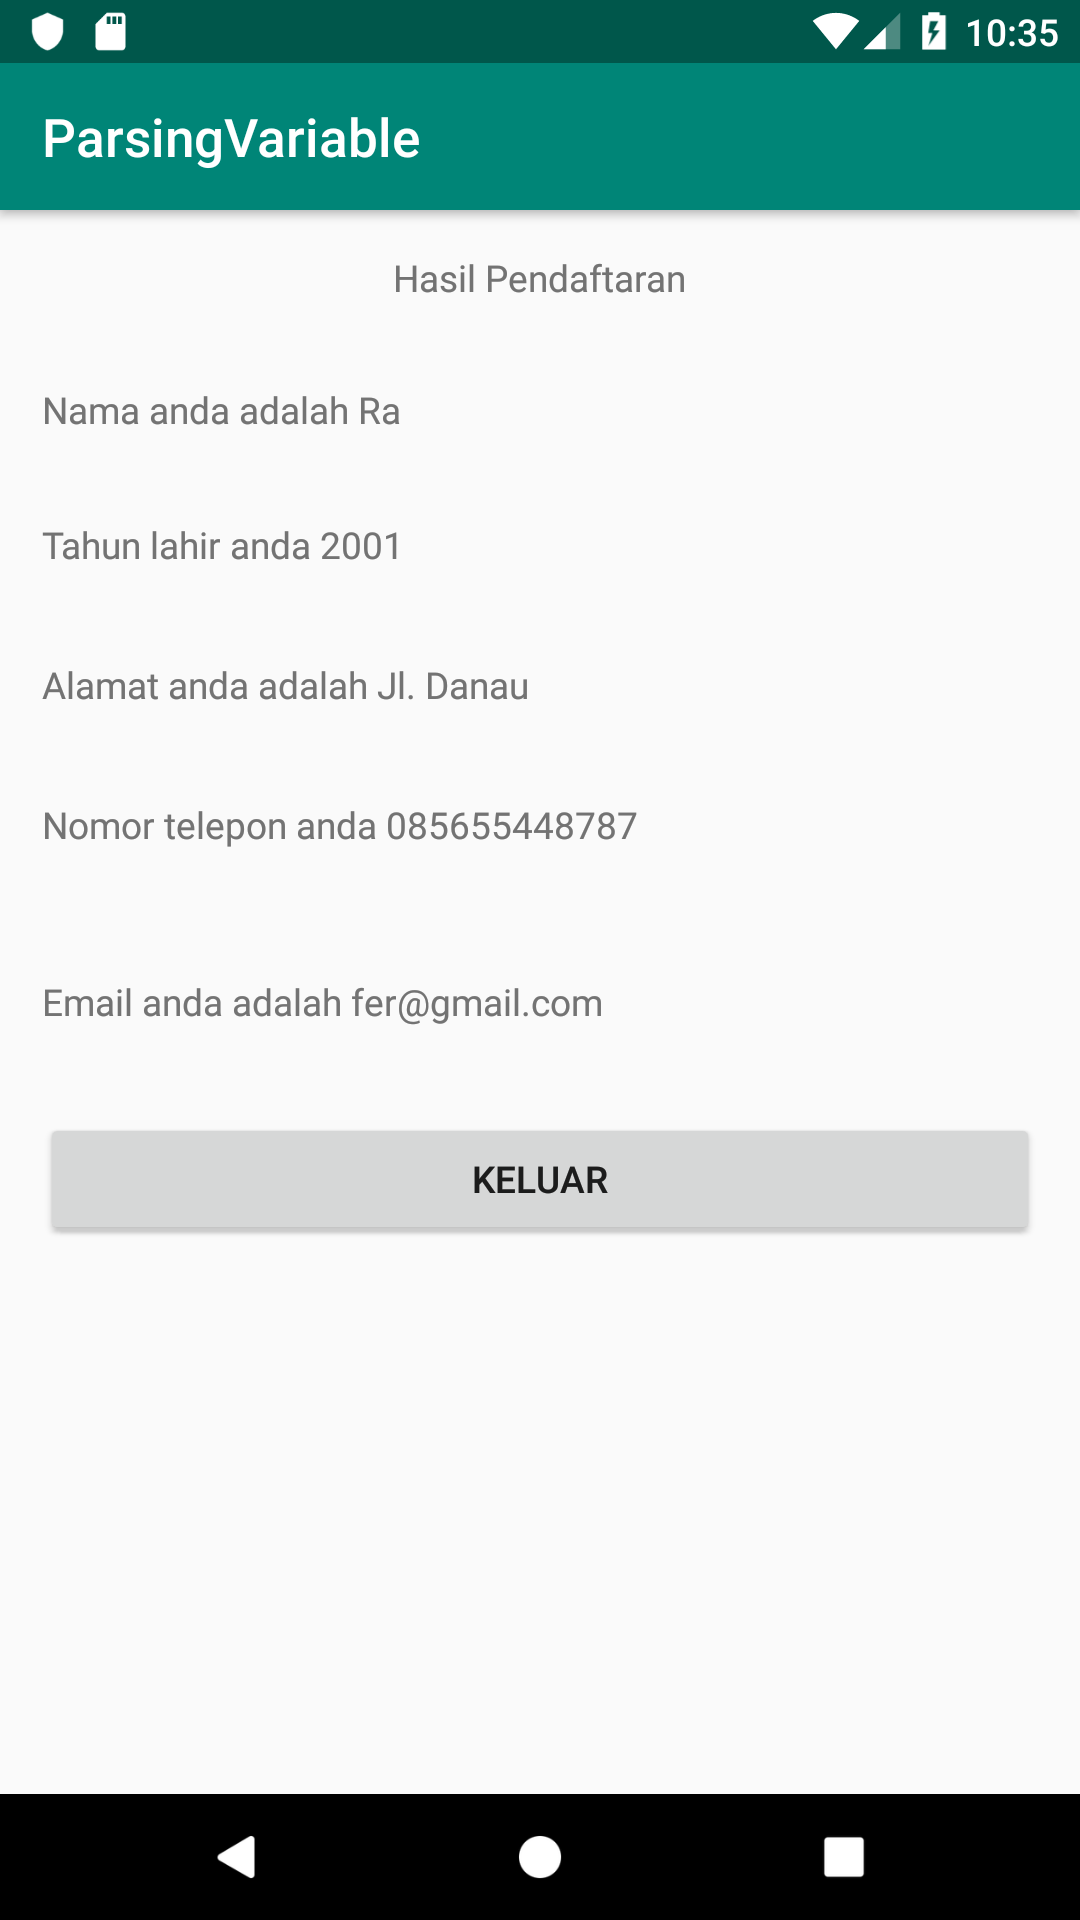 10:35
ParsingVariable
Hasil Pendaftaran
Nama anda adalah Ra
Tahun lahir anda 2001
Alamat anda adalah Jl. Danau
Nomor telepon anda 085655448787
Email anda adalah fer@gmail.com
KELUAR